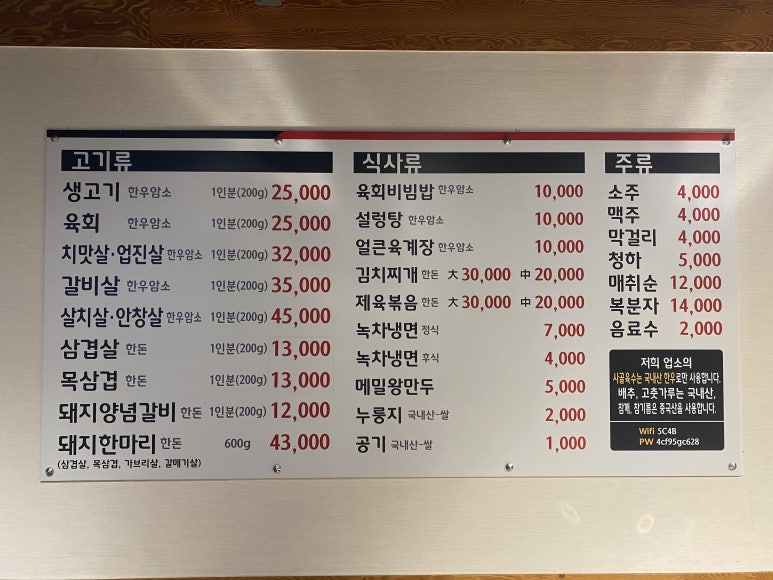 고기류
생고기 한우암소 1인분(200g) 25,000
육회 한우암소 1인분(200g) 25,000
치맛살·업진살 한우암소 1인분(200g) 32,000
갈비살 한우암소 1인분(200g) 35,000
살치살·안창살 한우암소 1인분(200g) 45,000
삼겹살 한돈 1인분(200g) 13,000
목삼겹 한돈 1인분(200g) 13,000
돼지양념갈비 한돈 1인분(200g) 12,000
돼지한마리 한돈 600g 43,000
(삼겹살, 목삼겹, 가브리살, 갈매기살)
식사류
육회비빔밥 한우암소 10,000
설렁탕 한우암소 10,000
얼큰육계장 한우암소 10,000
김치찌개 한돈 大 30,000 中 20,000
제육볶음 한돈 大 30,000 中 20,000
녹차냉면 정식 7,000
녹차냉면 후식 4,000
메밀왕만두 5,000
누룽지 국내산-쌀 2,000
공기 국내산-쌀 1,000
주류
소주 4,000
맥주 4,000
막걸리 4,000
청하 5,000
매취순 12,000
복분자 14,000
음료수 2,000
저희 업소의
사골육수는 국내산 한우로만 사용합니다.
배추, 고춧가루는 국내산,
참깨, 참기름은 중국산을 사용합니다.
Wifi 5C4B
PW 4cf95gc628